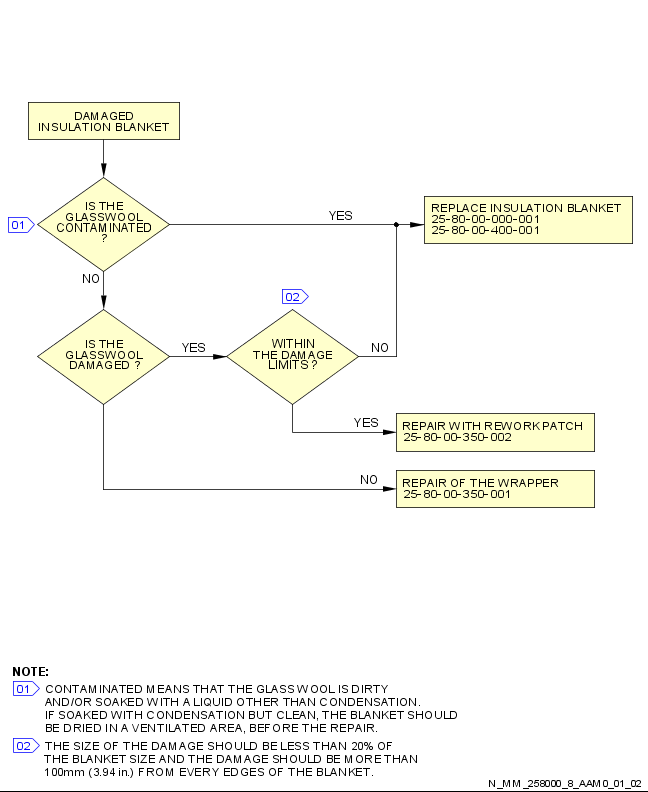 DAMAGED
INSULATION BLANKET
IS THE
GLASSWOOL
CONTAMINATED
?
01
YES
REPLACE INSULATION BLANKET
25-80-00-000-001
25-80-00-400-001
NO
02
IS THE
GLASSWOOL
DAMAGED ?
YES
WITHIN
THE DAMAGE
LIMITS ?
NO
YES
REPAIR WITH REWORK PATCH
25-80-00-350-002
NO
REPAIR OF THE WRAPPER
25-80-00-350-001
NOTE:
01 CONTAMINATED MEANS THAT THE GLASS WOOL IS DIRTY
AND/OR SOAKED WITH A LIQUID OTHER THAN CONDENSATION.
IF SOAKED WITH CONDENSATION BUT CLEAN, THE BLANKET SHOULD
BE DRIED IN A VENTILATED AREA, BEFORE THE REPAIR.
02 THE SIZE OF THE DAMAGE SHOULD BE LESS THAN 20% OF
THE BLANKET SIZE AND THE DAMAGE SHOULD BE MORE THAN
100mm (3.94 in.) FROM EVERY EDGES OF THE BLANKET.
N_MM_258000_8_AAM0_01_02